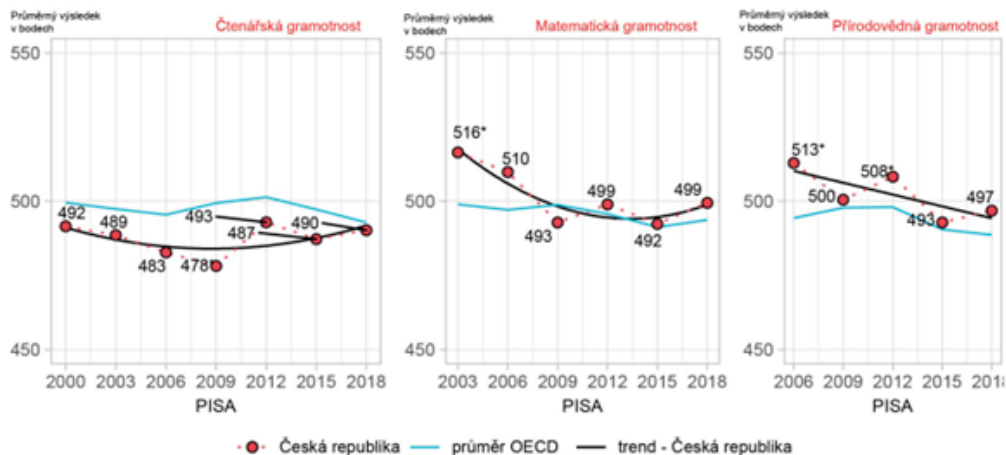 Průměrný výsledek
v bodech
Čtenářská gramotnost
550
500
450
492
489
483
478*
493
487
490
2000 2003 2006 2009 2012 2015 2018
PISA
Průměrný výsledek
v bodech
Matematická gramotnost
550
500
450
516*
510
493
499
492
499
2003 2006 2009 2012 2015 2018
PISA
Průměrný výsledek
v bodech
Přírodovědná gramotnost
550
500
450
513*
500
508*
493
497
2006 2009 2012 2015 201
PISA
Česká republika průměr OECD trend - Česká republika